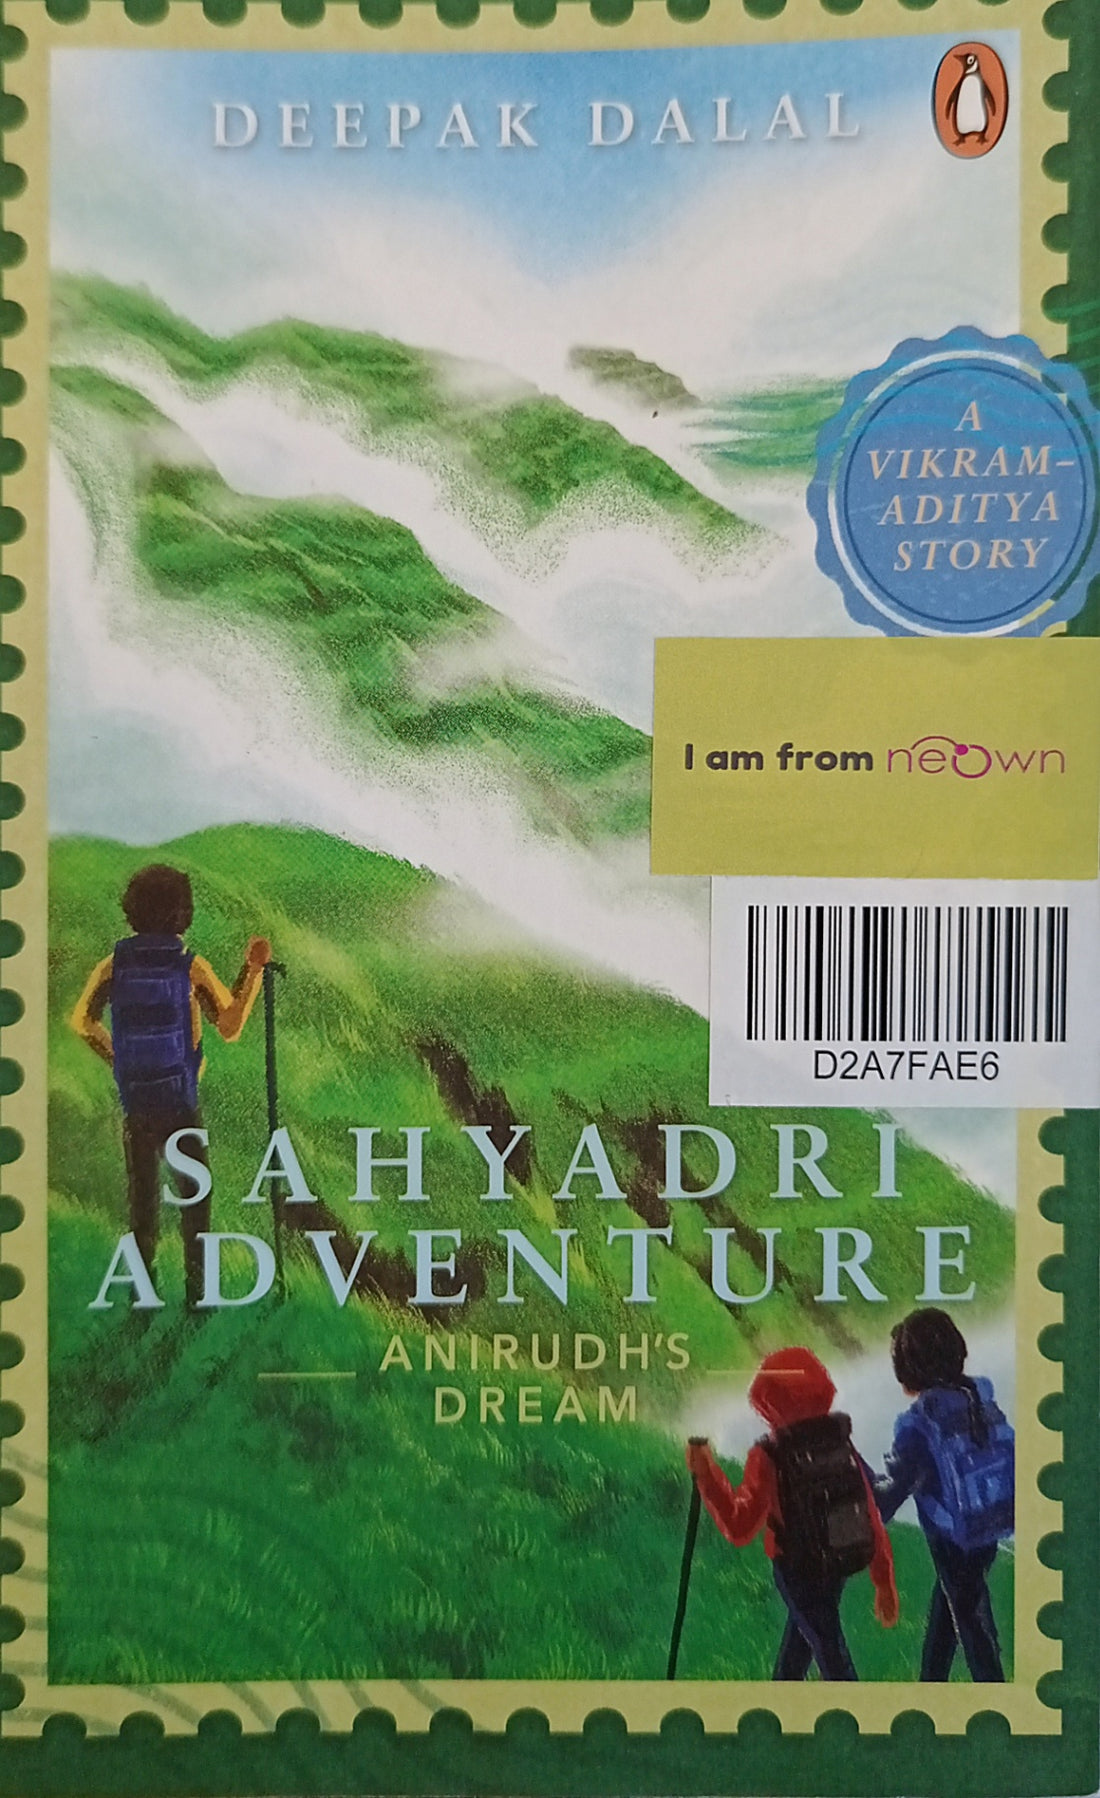 DEEPAK DALAL
A
VIKRAM–
ADITYA
STORY
I am from neOwn
D2A7FAE6
SAHYADRI
ADVENTURE
ANIRUDH'S
DREAM